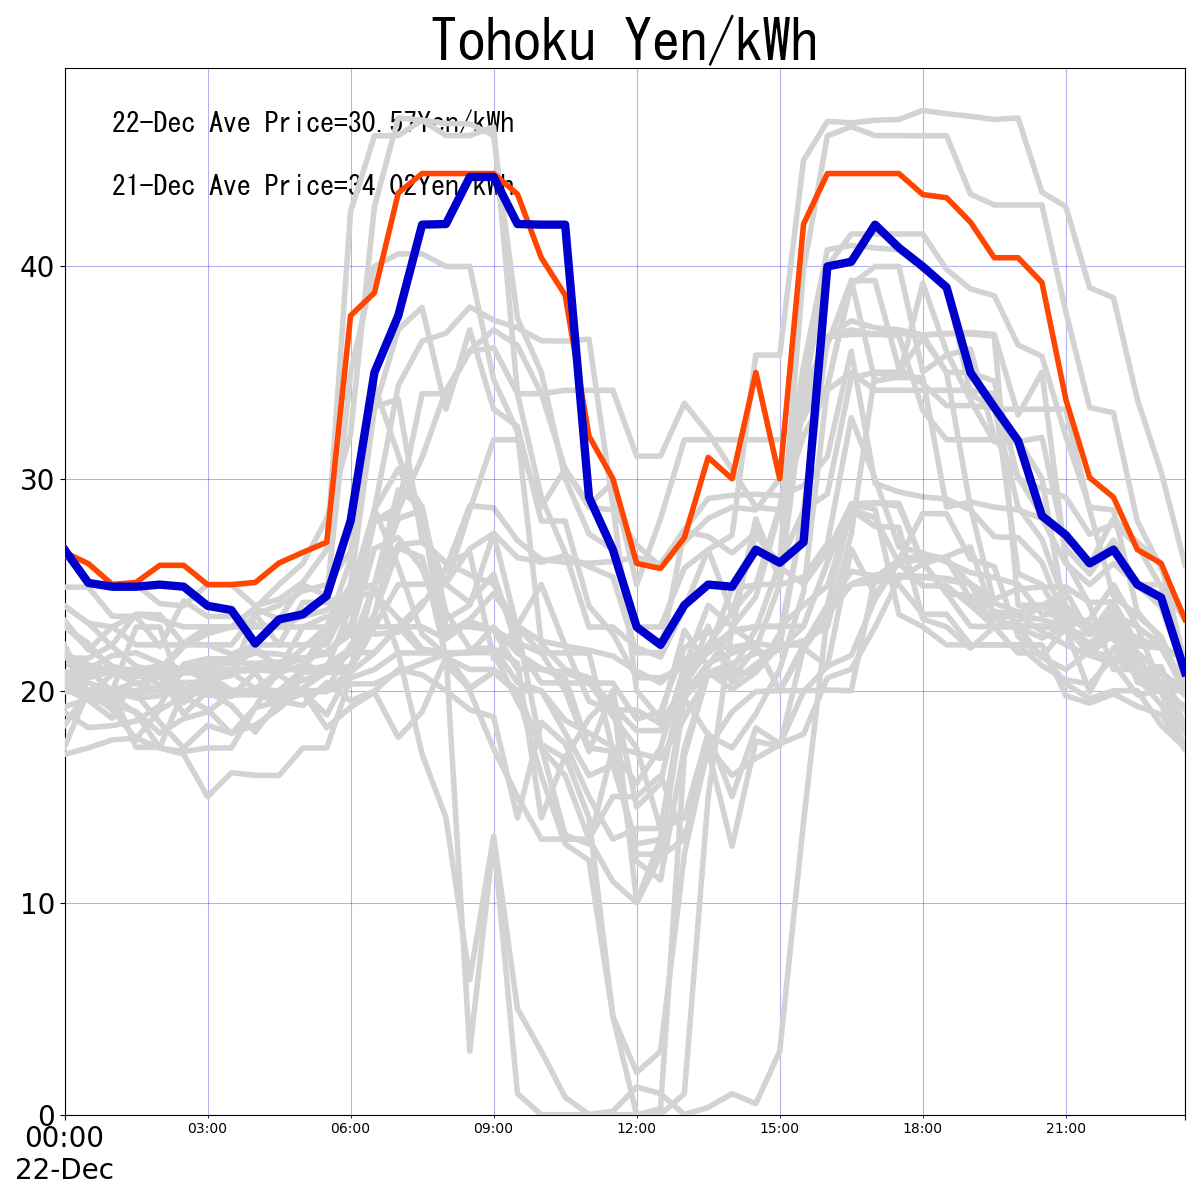 Tohoku Yen/kWh
22-Dec Ave Price=30.57Yen/kWh
21-Dec Ave Price=34.02Yen/kWh
40
30
20
10
0
00:00 03:00 06:00 09:00 12:00 15:00 18:00 21:00
22-Dec